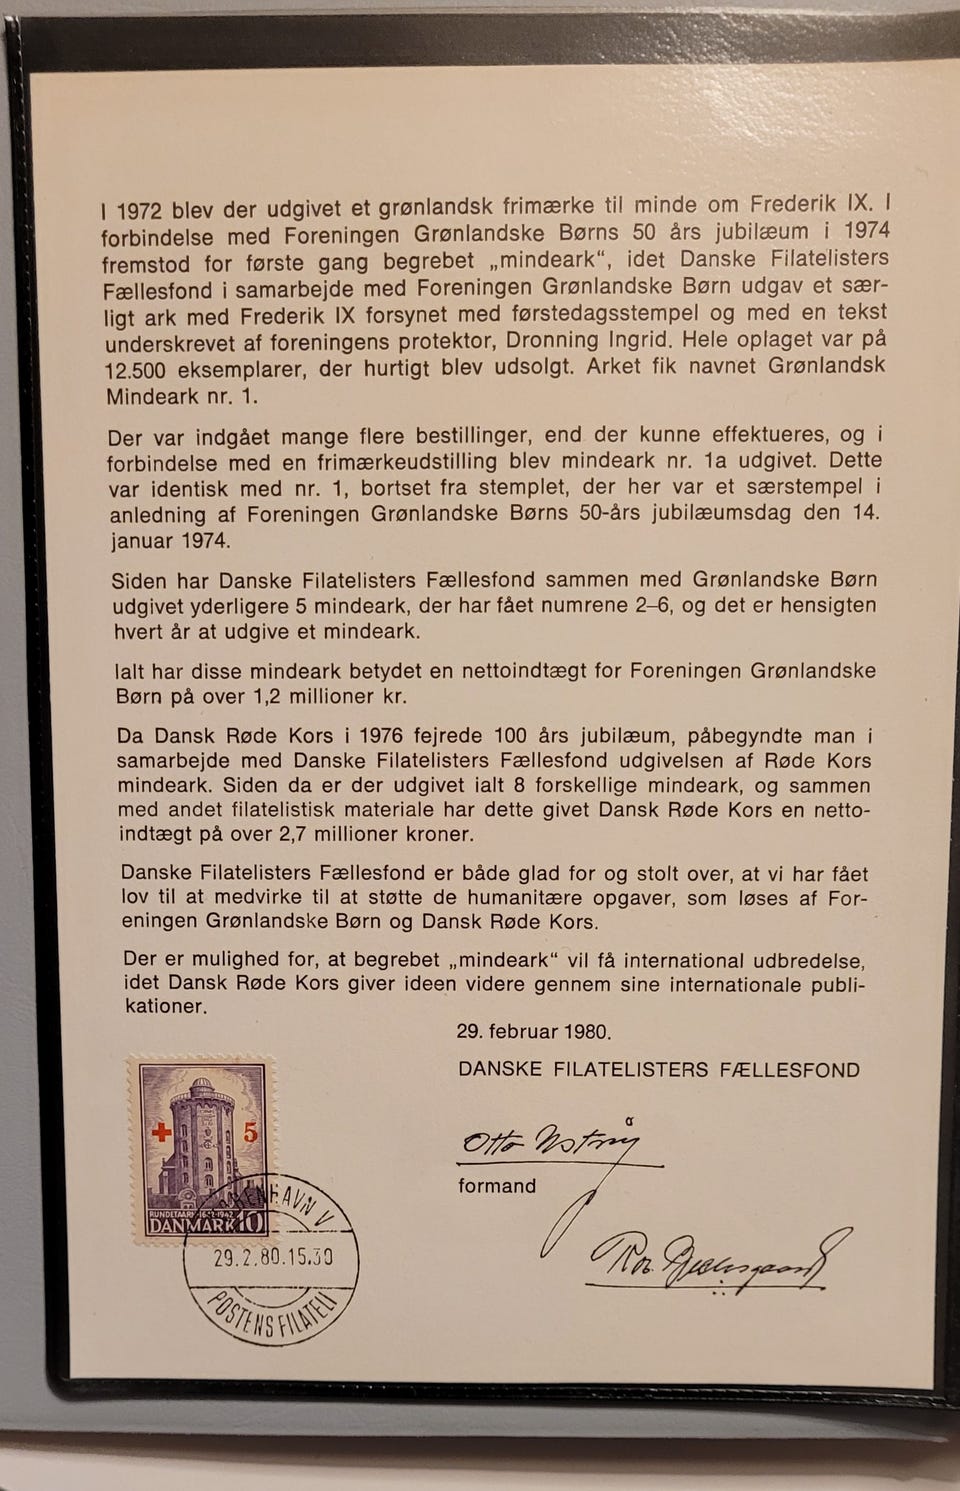 I 1972 blev der udgivet et grønlandsk frimærke til minde om Frederik IX. I
forbindelse med Foreningen Grønlandske Børns 50 års jubilæum i 1974
fremstod for første gang begrebet „mindeark“, idet Danske Filatelisters
Fællesfond i samarbejde med Foreningen Grønlandske Børn udgav et sær-
ligt ark med Frederik IX forsynet med førstedagsstempel og med en tekst
underskrevet af foreningens protektor, Dronning Ingrid. Hele oplaget var på
12.500 eksemplarer, der hurtigt blev udsolgt. Arket fik navnet Grønlandsk
Mindeark nr. 1.
Der var indgået mange flere bestillinger, end der kunne effektueres, og i
forbindelse med en frimærkeudstilling blev mindeark nr. 1a udgivet. Dette
var identisk med nr. 1, bortset fra stemplet, der her var et særstempel i
anledning af Foreningen Grønlandske Børns 50-års jubilæumsdag den 14.
januar 1974.
Siden har Danske Filatelisters Fællesfond sammen med Grønlandske Børn
udgivet yderligere 5 mindeark, der har fået numrene 2–6, og det er hensigten
hvert år at udgive et mindeark.
Ialt har disse mindeark betydet en nettoindtægt for Foreningen Grønlandske
Børn på over 1,2 millioner kr.
Da Dansk Røde Kors i 1976 fejrede 100 års jubilæum, påbegyndte man i
samarbejde med Danske Filatelisters Fællesfond udgivelsen af Røde Kors
mindeark. Siden da er der udgivet ialt 8 forskellige mindeark, og sammen
med andet filatelistisk materiale har dette givet Dansk Røde Kors en netto-
indtægt på over 2,7 millioner kroner.
Danske Filatelisters Fællesfond er både glad for og stolt over, at vi har fået
lov til at medvirke til at støtte de humanitære opgaver, som løses af For-
eningen Grønlandske Børn og Dansk Røde Kors.
Der er mulighed for, at begrebet „mindeark“ vil få international udbredelse,
idet Dansk Røde Kors giver ideen videre gennem sine internationale publi-
kationer.
29. februar 1980.
DANSKE FILATELISTERS FÆLLESFOND
Otto
formand
5
RUNDETAARN 1642-1942
DANMARK 10
KØBENHAVN V
29.2.80.15.30
POSTENS FILATELI